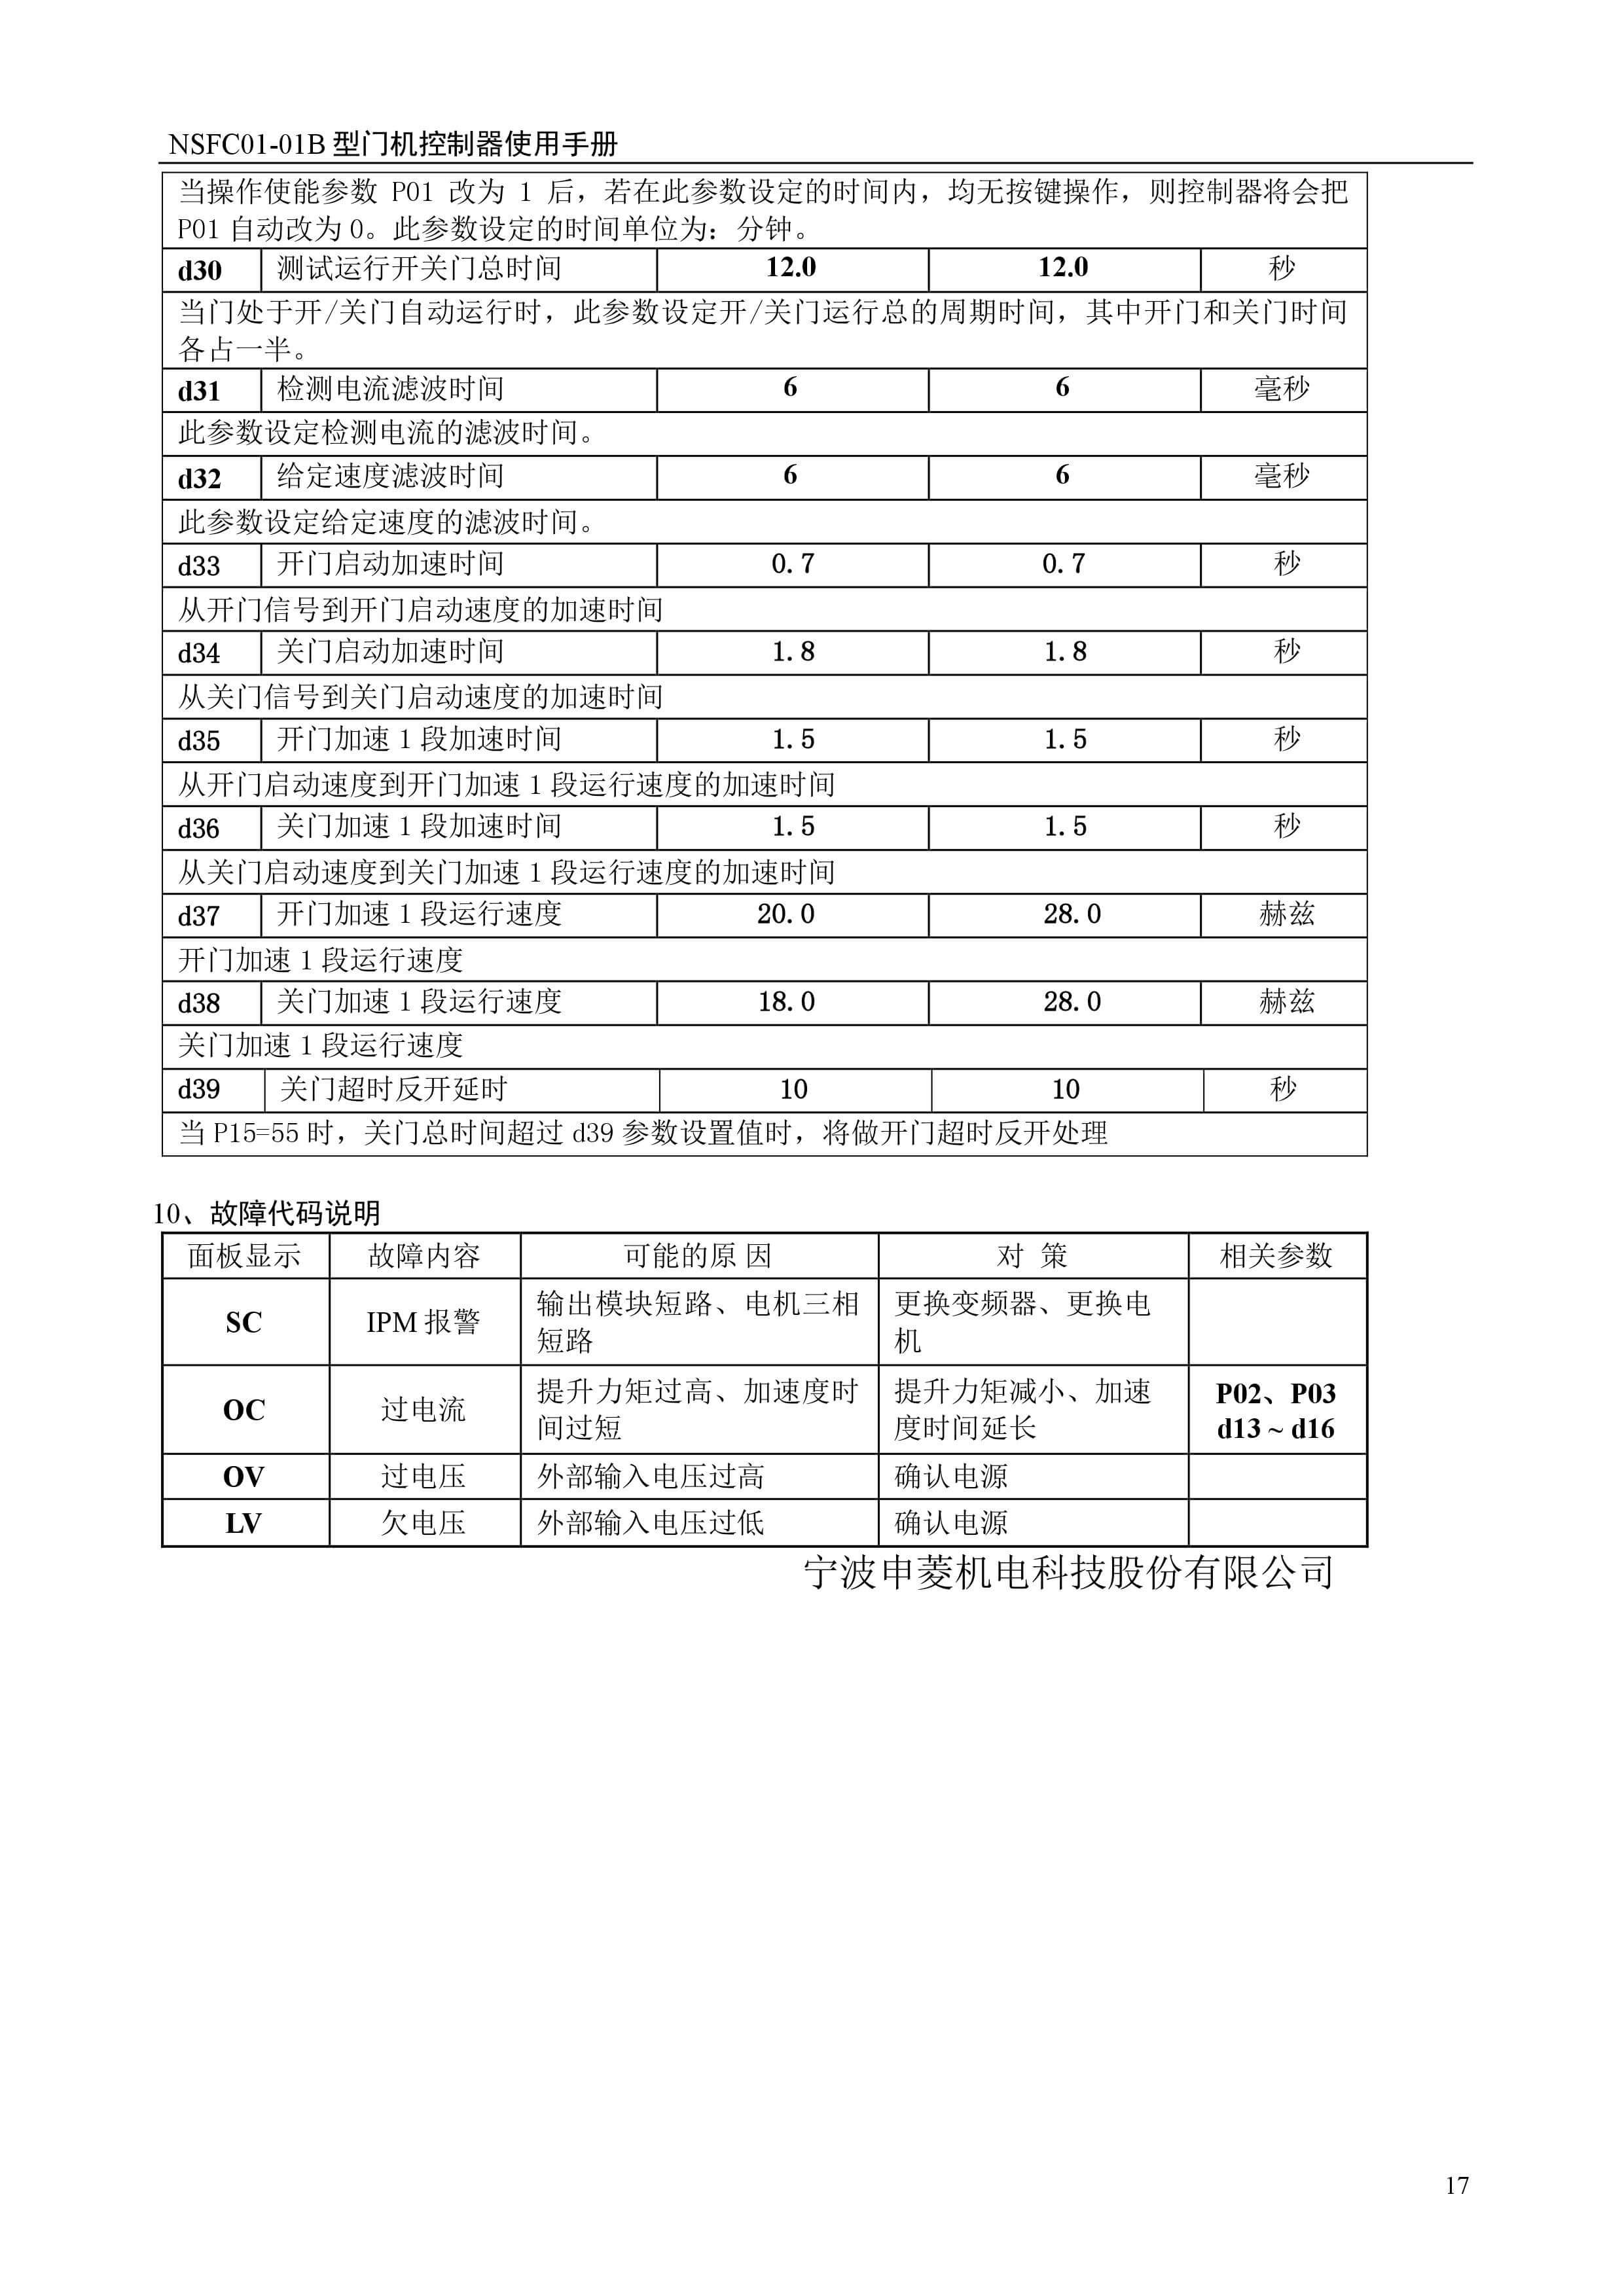 NSFC01-01B 型门机控制器使用手册
当操作使能参数 P01 改为 1 后，若在此参数设定的时间内，均无按键操作，则控制器将会把
P01 自动改为 0。此参数设定的时间单位为：分钟。
d30 测试运行开关门总时间 12.0 12.0 秒
当门处于开/关门自动运行时，此参数设定开/关门运行总的周期时间，其中开门和关门时间
各占一半。
d31 检测电流滤波时间 6 6 毫秒
此参数设定检测电流的滤波时间。
d32 给定速度滤波时间 6 6 毫秒
此参数设定给定速度的滤波时间。
d33 开门启动加速时间 0.7 0.7 秒
从开门信号到开门启动速度的加速时间
d34 关门启动加速时间 1.8 1.8 秒
从关门信号到关门启动速度的加速时间
d35 开门加速 1 段加速时间 1.5 1.5 秒
从开门启动速度到开门加速 1 段运行速度的加速时间
d36 关门加速 1 段加速时间 1.5 1.5 秒
从关门启动速度到关门加速 1 段运行速度的加速时间
d37 开门加速 1 段运行速度 20.0 28.0 赫兹
开门加速 1 段运行速度
d38 关门加速 1 段运行速度 18.0 28.0 赫兹
关门加速 1 段运行速度
d39 关门超时反开延时 10 10 秒
当 P15=55 时，关门总时间超过 d39 参数设置值时，将做开门超时反开处理
10、故障代码说明
面板显示 故障内容 可能的原 因 对 策 相关参数
SC IPM 报警 输出模块短路、电机三相
短路 更换变频器、更换电
机
OC 过电流 提升力矩过高、加速度时
间过短 提升力矩减小、加速
度时间延长 P02、P03
d13 ~ d16
OV 过电压 外部输入电压过高 确认电源
LV 欠电压 外部输入电压过低 确认电源
宁波申菱机电科技股份有限公司
17